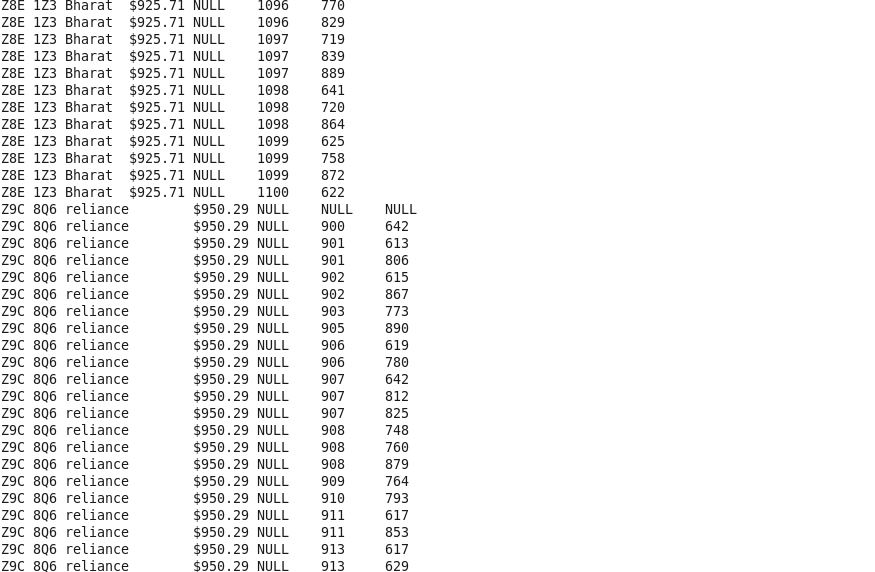 Z8E 1Z3 Bharat  $925.71 NULL    1096    770
Z8E 1Z3 Bharat  $925.71 NULL    1096    829
Z8E 1Z3 Bharat  $925.71 NULL    1097    719
Z8E 1Z3 Bharat  $925.71 NULL    1097    839
Z8E 1Z3 Bharat  $925.71 NULL    1097    889
Z8E 1Z3 Bharat  $925.71 NULL    1098    641
Z8E 1Z3 Bharat  $925.71 NULL    1098    720
Z8E 1Z3 Bharat  $925.71 NULL    1098    864
Z8E 1Z3 Bharat  $925.71 NULL    1099    625
Z8E 1Z3 Bharat  $925.71 NULL    1099    758
Z8E 1Z3 Bharat  $925.71 NULL    1099    872
Z8E 1Z3 Bharat  $925.71 NULL    1100    622
Z9C 8Q6 reliance        $950.29 NULL    NULL    NULL
Z9C 8Q6 reliance        $950.29 NULL    900     642
Z9C 8Q6 reliance        $950.29 NULL    901     613
Z9C 8Q6 reliance        $950.29 NULL    901     806
Z9C 8Q6 reliance        $950.29 NULL    902     615
Z9C 8Q6 reliance        $950.29 NULL    902     867
Z9C 8Q6 reliance        $950.29 NULL    903     773
Z9C 8Q6 reliance        $950.29 NULL    905     890
Z9C 8Q6 reliance        $950.29 NULL    906     619
Z9C 8Q6 reliance        $950.29 NULL    906     780
Z9C 8Q6 reliance        $950.29 NULL    907     642
Z9C 8Q6 reliance        $950.29 NULL    907     812
Z9C 8Q6 reliance        $950.29 NULL    907     825
Z9C 8Q6 reliance        $950.29 NULL    908     748
Z9C 8Q6 reliance        $950.29 NULL    908     760
Z9C 8Q6 reliance        $950.29 NULL    908     879
Z9C 8Q6 reliance        $950.29 NULL    909     764
Z9C 8Q6 reliance        $950.29 NULL    910     793
Z9C 8Q6 reliance        $950.29 NULL    911     617
Z9C 8Q6 reliance        $950.29 NULL    911     853
Z9C 8Q6 reliance        $950.29 NULL    913     617
Z9C 8Q6 reliance        $950.29 NULL    913     629